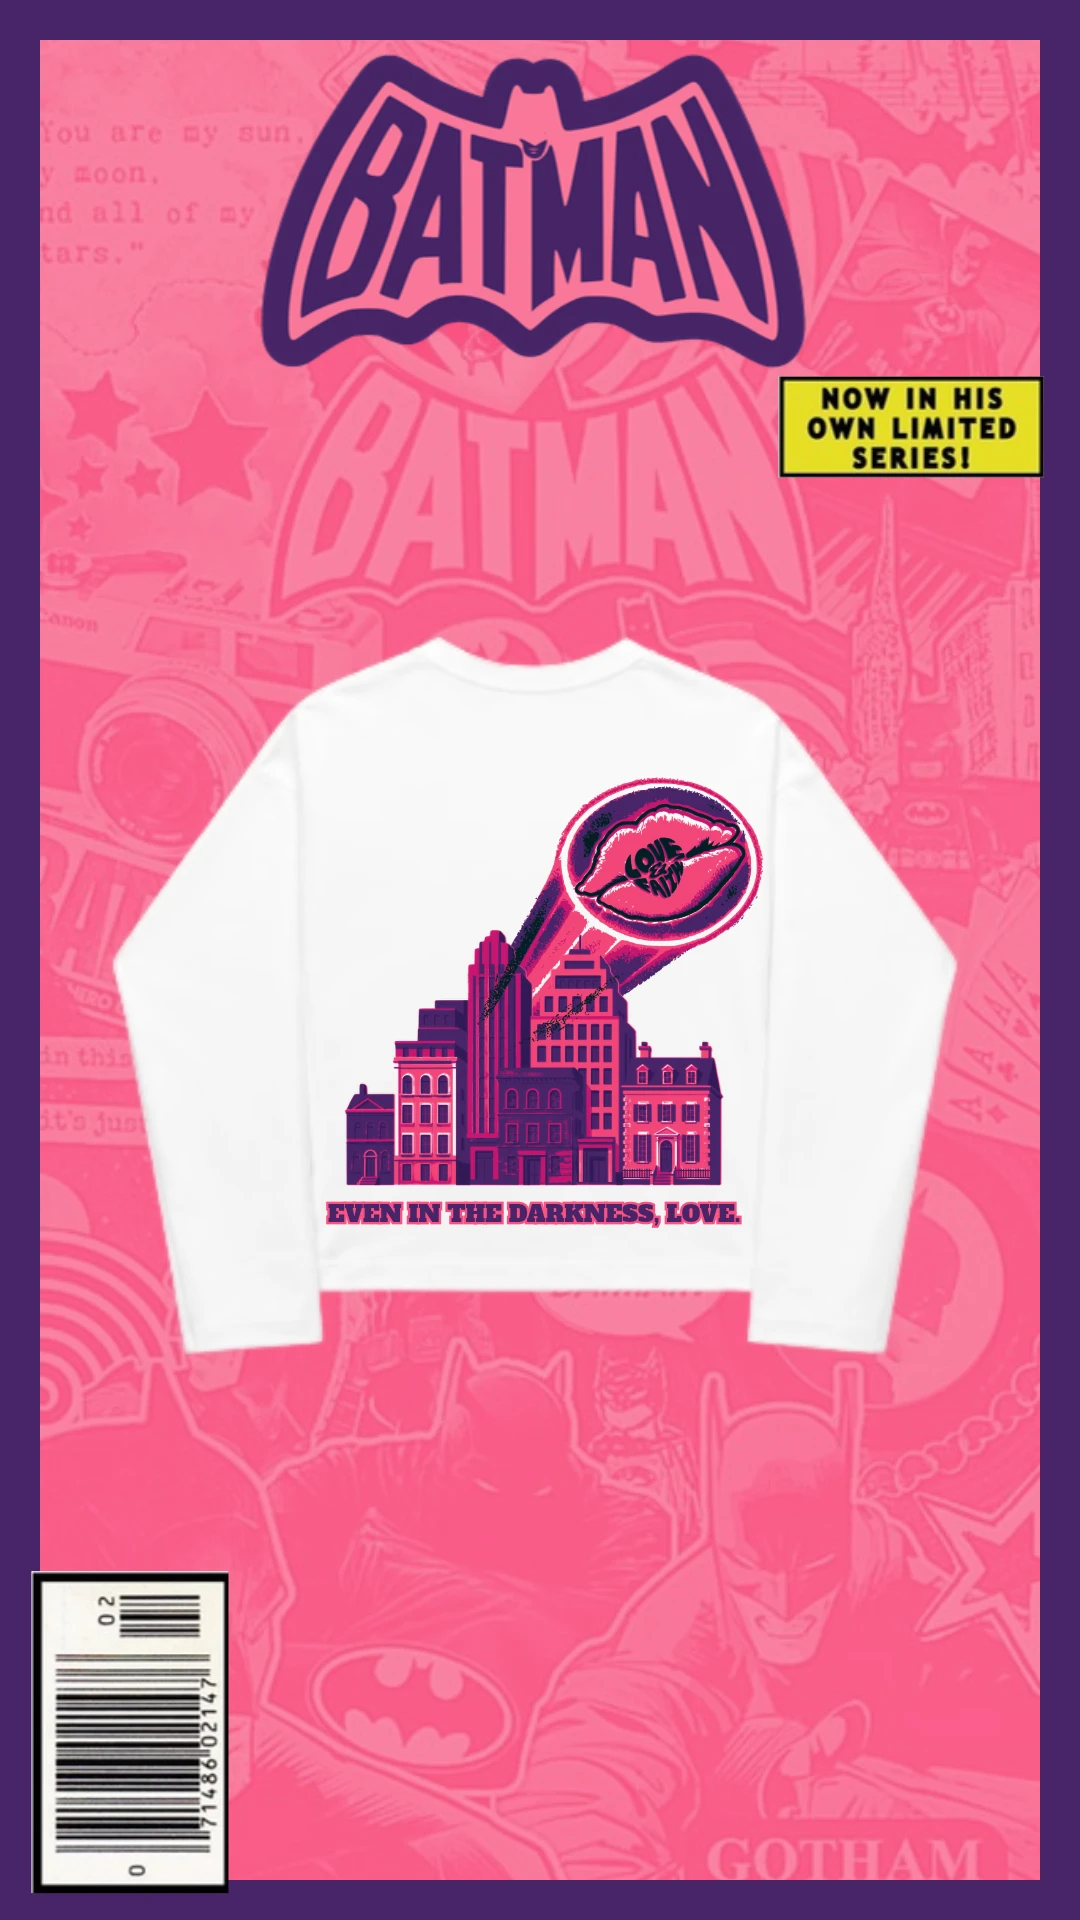 BATMAN
You are my sun,
y moon,
nd all of my
tars."
NOW IN HIS
OWN LIMITED
SERIES!
BATMAN
Canon
LOVE
&
FAITH
in this
it's just
EVEN IN THE DARKNESS, LOVE.
02
71486 02147
0
GOTHAM